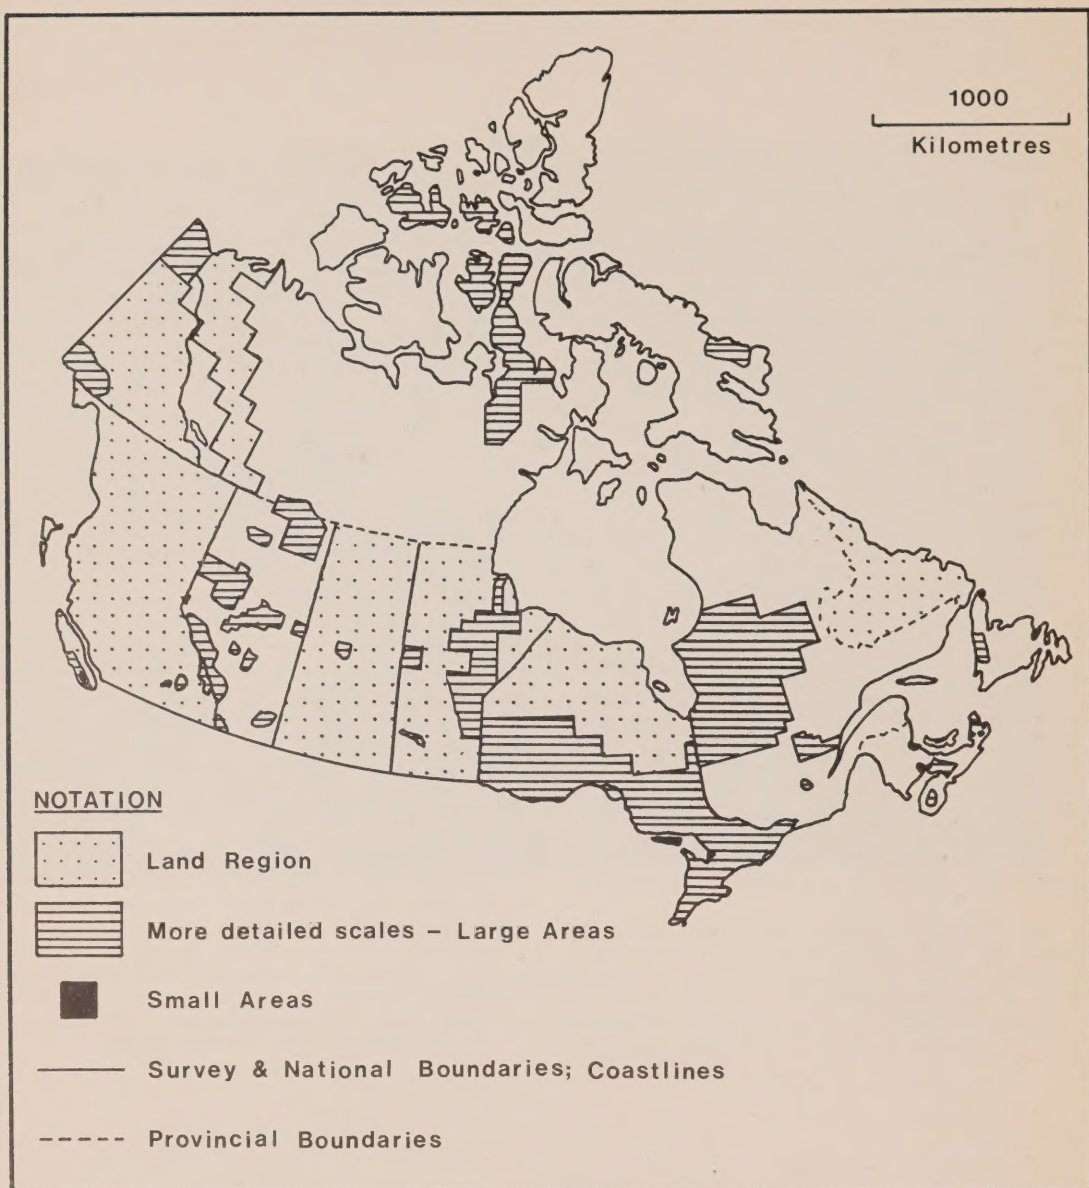 1000
Kilometres
NOTATION
Land Region
More detailed scales – Large Areas
Small Areas
Survey & National Boundaries; Coastlines
Provincial Boundaries